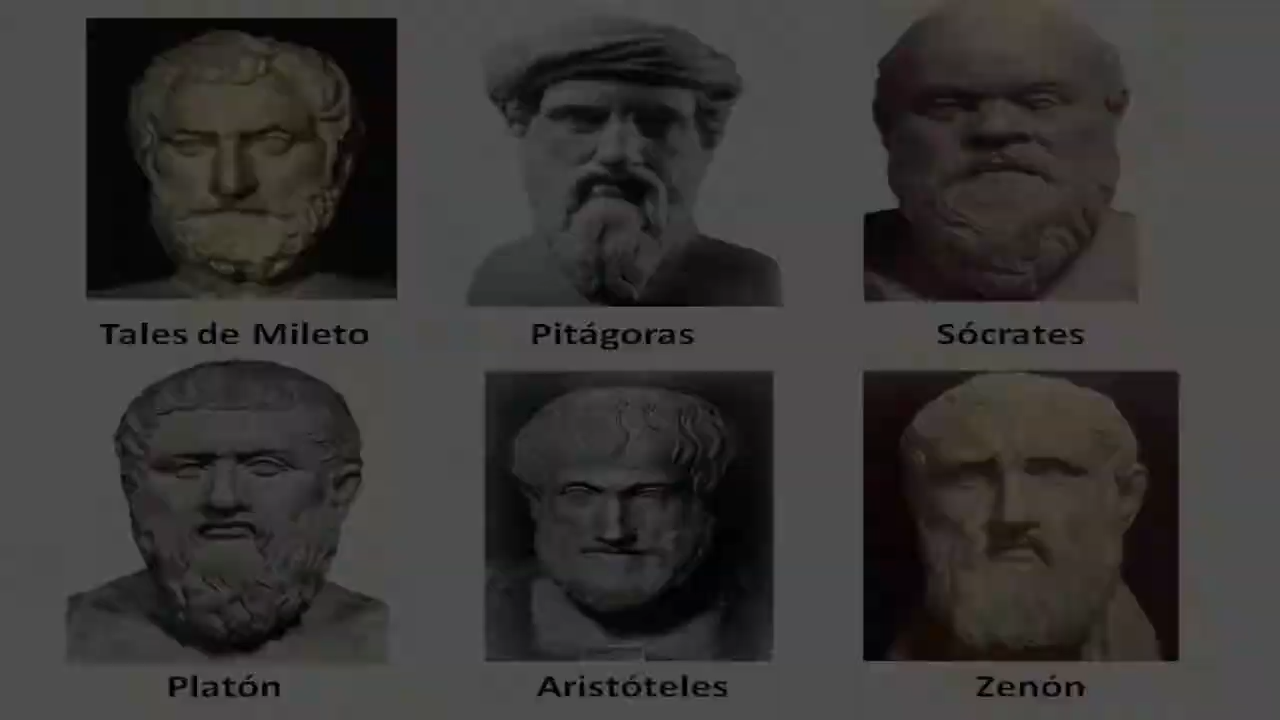 Tales de Mileto
Pitágoras
Sócrates
Platón
Aristóteles
Zenón